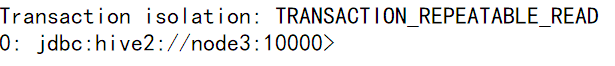 Transaction isolation: TRANSACTION_REPEATABLE_READ
0: jdbc:hive2://node3:10000>